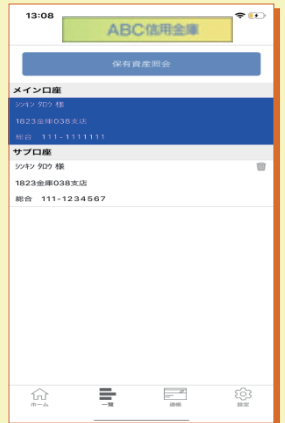 13:08
ABC信用金庫
保有資産照会
メイン口座
シンキン タロウ 様
1823金庫038支店
総合 111-1111111
サブ口座
シンキン タロウ 様
1823金庫038支店
総合 111-1234567
ホーム 一覧 通帳 設定